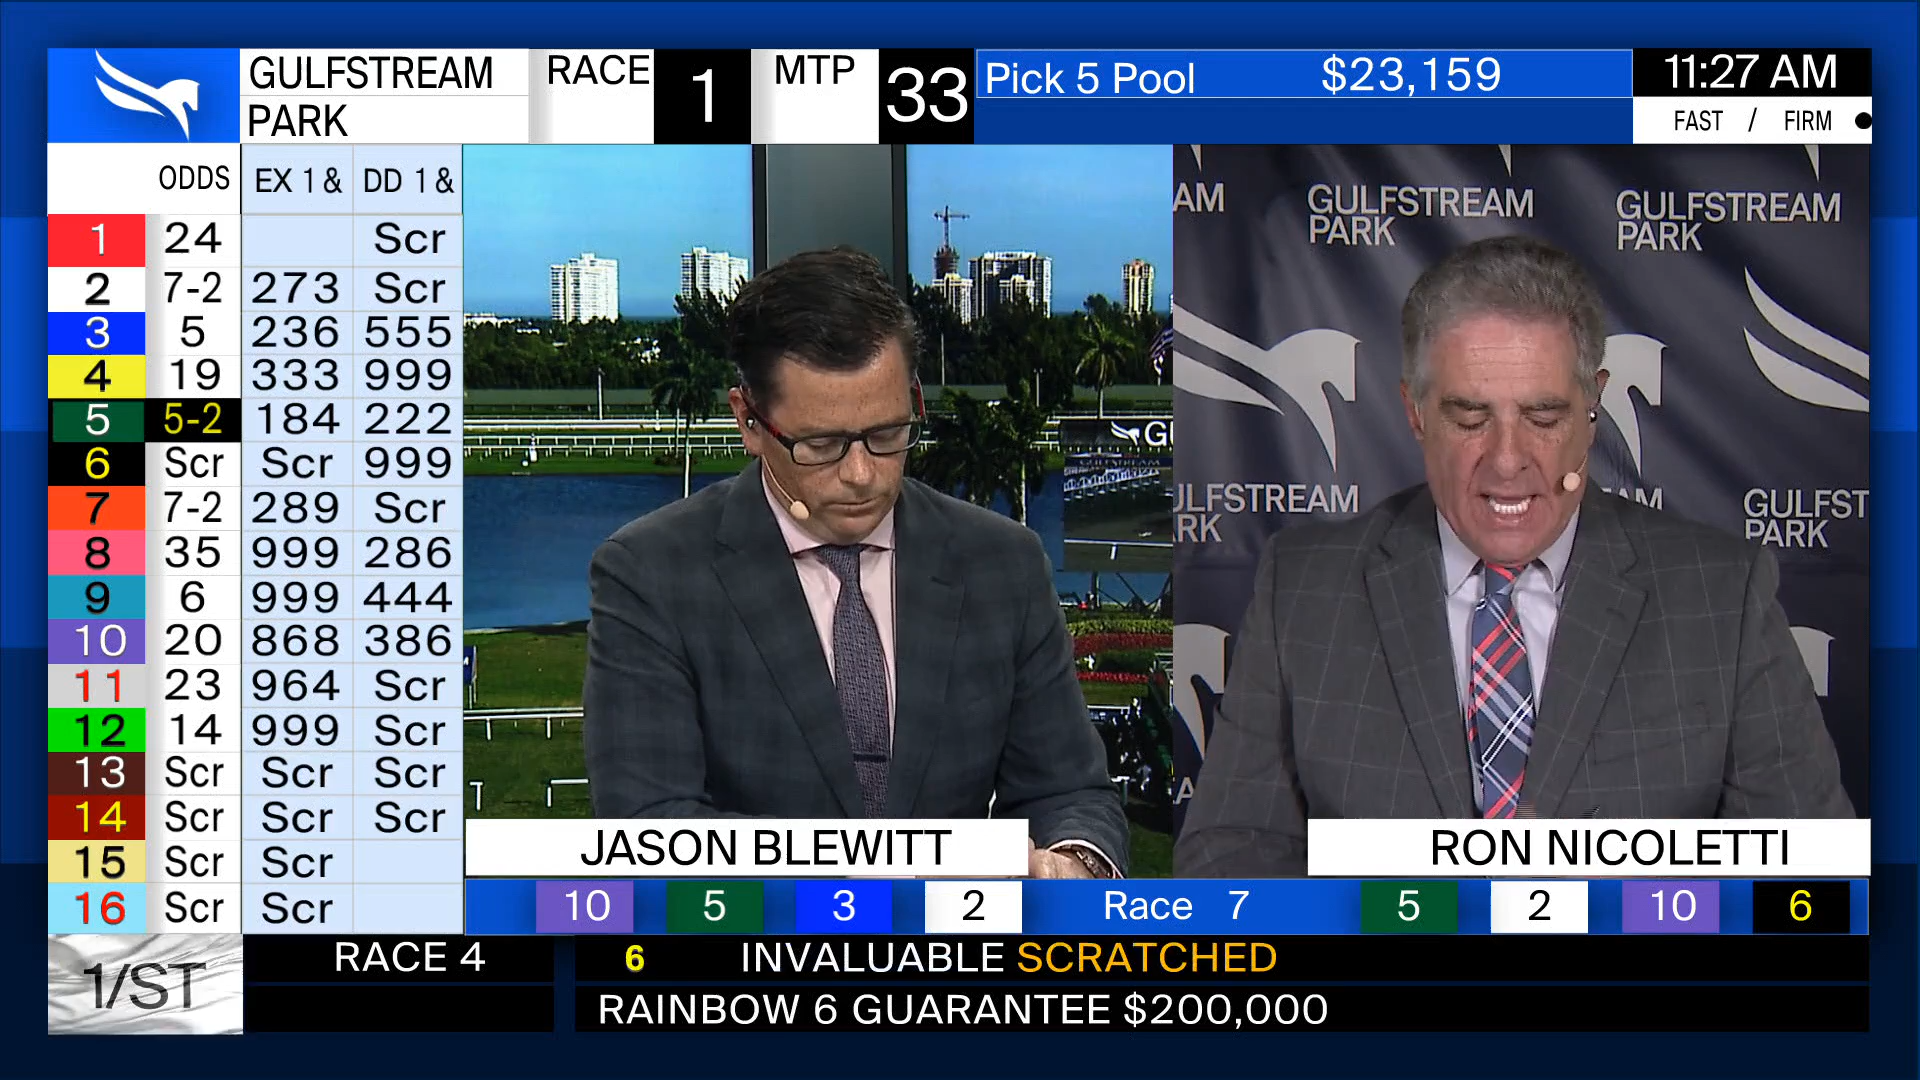 GULFSTREAM
PARK
RACE 1 MTP 33
Pick 5 Pool $23,159
11:27 AM
FAST / FIRM
ODDS EX 1 & DD 1 &
1 24 Scr
2 7-2 273 Scr
3 5 236 555
4 19 333 999
5 5-2 184 222
6 Scr Scr 999
7 7-2 289 Scr
8 35 999 286
9 6 999 444
10 20 868 386
11 23 964 Scr
12 14 999 Scr
13 Scr Scr Scr
14 Scr Scr Scr
15 Scr Scr
16 Scr Scr
AM
GULFSTREAM
PARK
GULFSTREAM
PARK
G
JLFSTREAM
RK
AM
GULFST
PARK
JASON BLEWITT
RON NICOLETTI
10 5 3 2 Race 7 5 2 10 6
1/ST
RACE 4 6 INVALUABLE SCRATCHED
RAINBOW 6 GUARANTEE $200,000